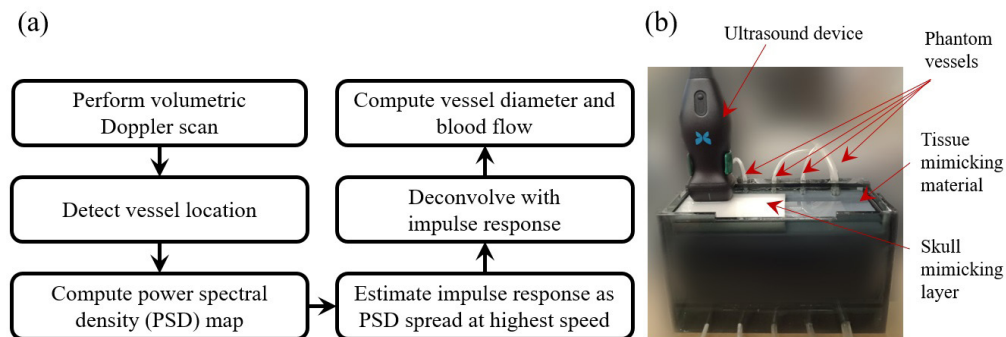 (a)
Perform volumetric
Doppler scan
Detect vessel location
Compute power spectral
density (PSD) map
Estimate impulse response as
PSD spread at highest speed
Deconvolve with
impulse response
Compute vessel diameter and
blood flow
(b)
Ultrasound device
Phantom
vessels
Tissue
mimicking
material
Skull
mimicking
layer